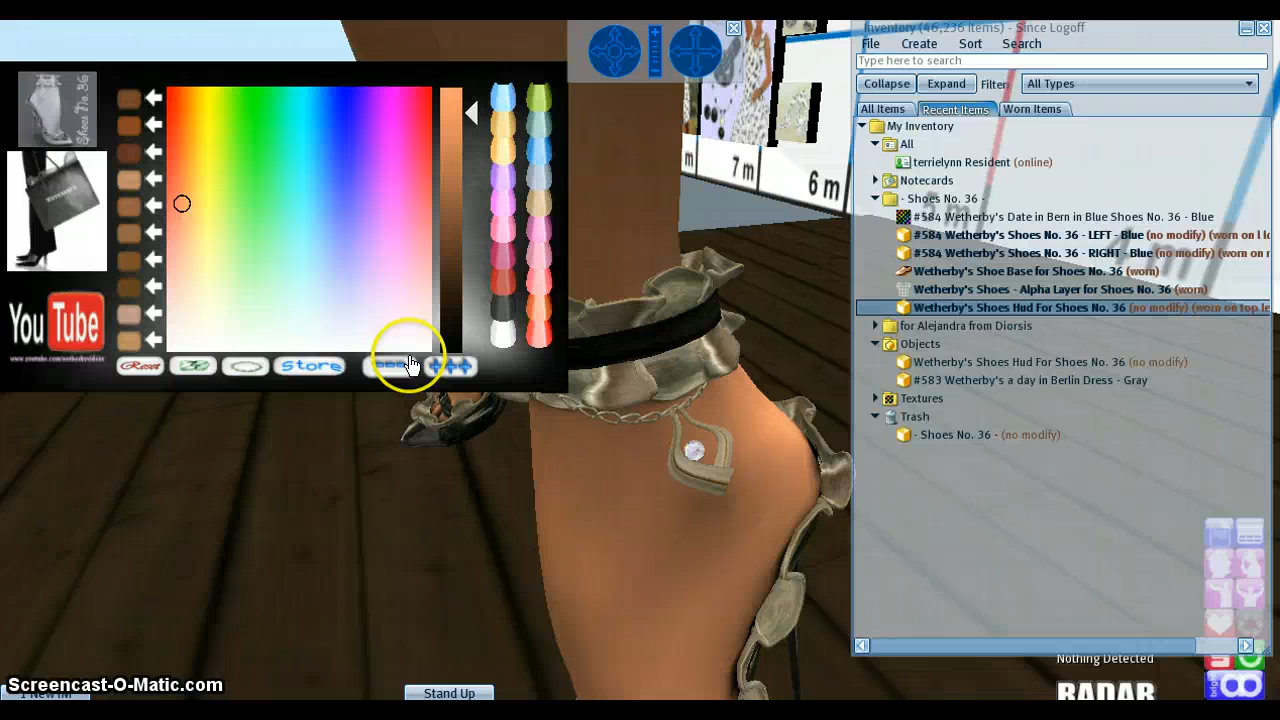 Inventory (46,236 Items) - Since Logoff
File Create Sort Search
Type here to search
Collapse Expand Filter: All Types
All Items Recent Items Worn Items
My Inventory
All
terrielynn Resident (online)
Notecards
- Shoes No. 36 -
#584 Wetherby's Date in Bern in Blue Shoes No. 36 - Blue
#584 Wetherby's Shoes No. 36 - LEFT - Blue (no modify) (worn on l
#584 Wetherby's Shoes No. 36 - RIGHT - Blue (no modify) (worn on
Wetherby's Shoe Base for Shoes No. 36 (worn)
Wetherby's Shoes - Alpha Layer for Shoes No. 36 (worn)
Wetherby's Shoes Hud For Shoes No. 36 (no modify) (worn on top
for Alejandra from Diorsis
Objects
Wetherby's Shoes Hud For Shoes No. 36 (no modify)
#583 Wetherby's a day in Berlin Dress - Gray
Textures
Trash
- Shoes No. 36 - (no modify)
Shoes No. 36
YouTube
Reset
Store
7 m
6 m
m
Nothing Detected
RADAR
bright
Stand Up
Screencast-O-Matic.com